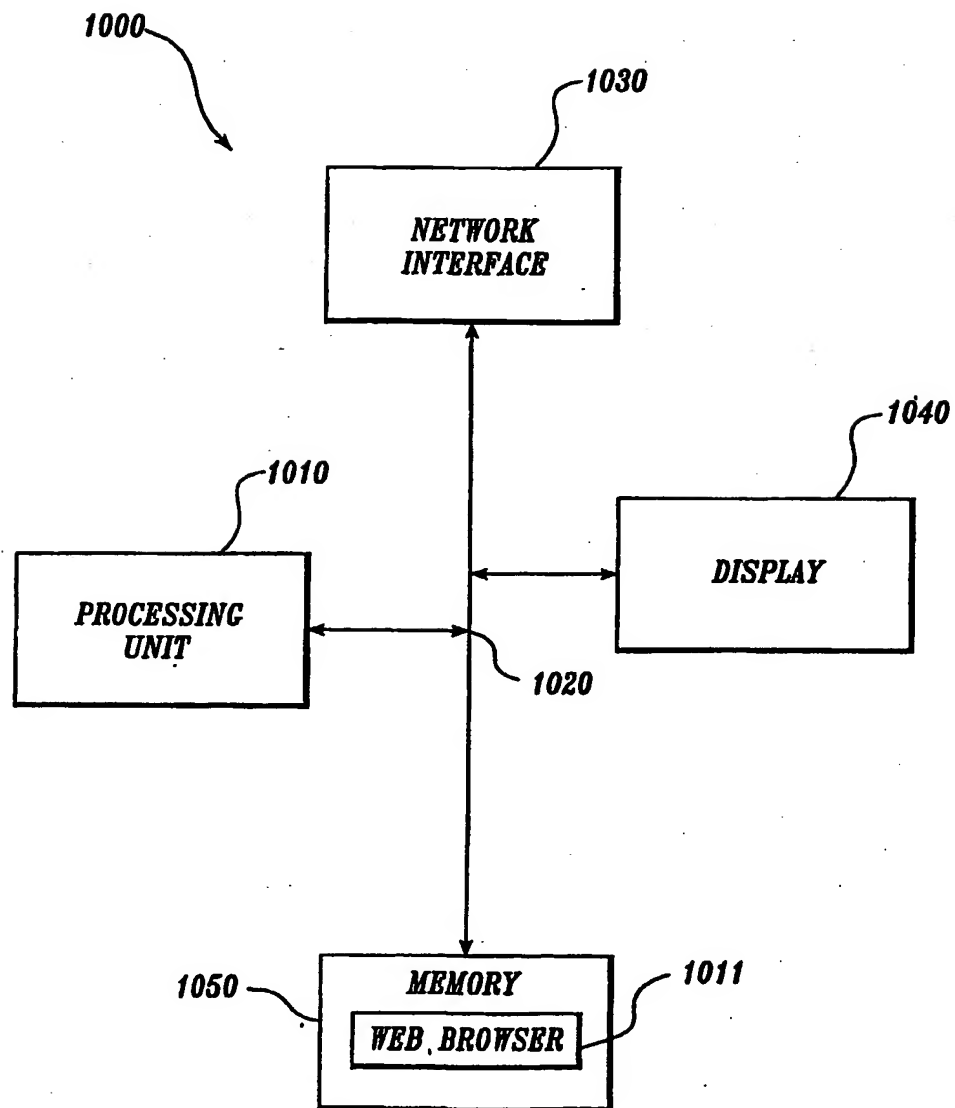 1000
1030
NETWORK
INTERFACE
1040
1010
DISPLAY
PROCESSING
UNIT
1020
1050
MEMORY
1011
WEB BROWSER